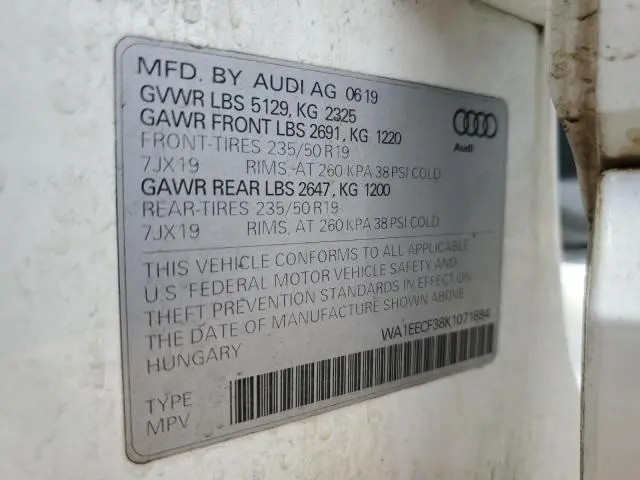 MFD. BY AUDI AG 0619
GVWR LBS 5129, KG 2325
GAWR FRONT LBS 2691, KG 1220
FRONT-TIRES 235/50 R19
7JX19 RIMS, AT 260 KPA 38 PSI COLD
GAWR REAR LBS 2647, KG 1200
REAR-TIRES 235/50 R19
7JX19 RIMS, AT 260 KPA 38 PSI COLD
Audi
THIS VEHICLE CONFORMS TO ALL APPLICABLE
U.S. FEDERAL MOTOR VEHICLE SAFETY AND
THEFT PREVENTION STANDARDS IN EFFECT ON
THE DATE OF MANUFACTURE SHOWN ABOVE
HUNGARY
WA1EECF38K1071684
TYPE
MPV